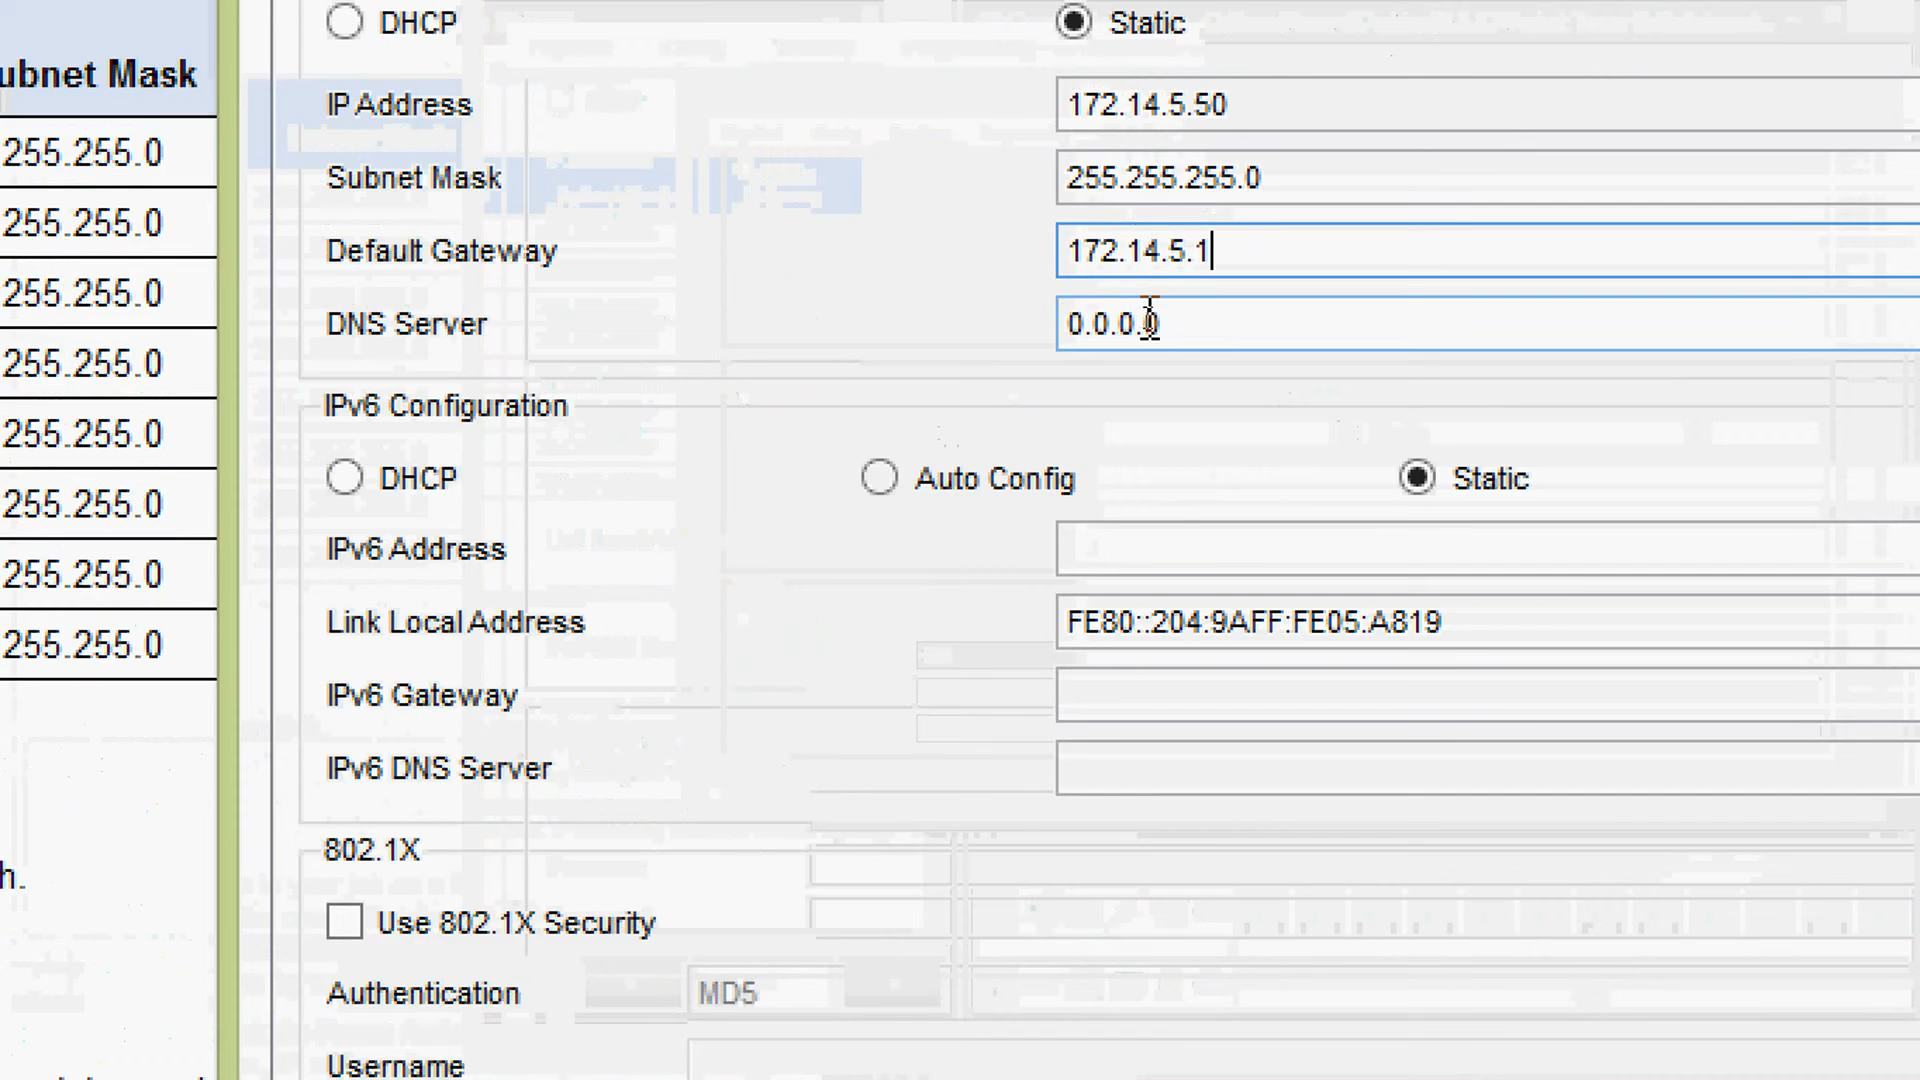 DHCP Static
ubnet Mask
IP Address 172.14.5.50
255.255.0
Subnet Mask 255.255.255.0
255.255.0
Default Gateway 172.14.5.1
255.255.0
DNS Server 0.0.0.0
255.255.0
IPv6 Configuration
255.255.0
DHCP Auto Config Static
255.255.0
IPv6 Address
255.255.0
Link Local Address FE80::204:9AFF:FE05:A819
255.255.0
IPv6 Gateway
IPv6 DNS Server
802.1X
h.
Use 802.1X Security
Authentication MD5
Username